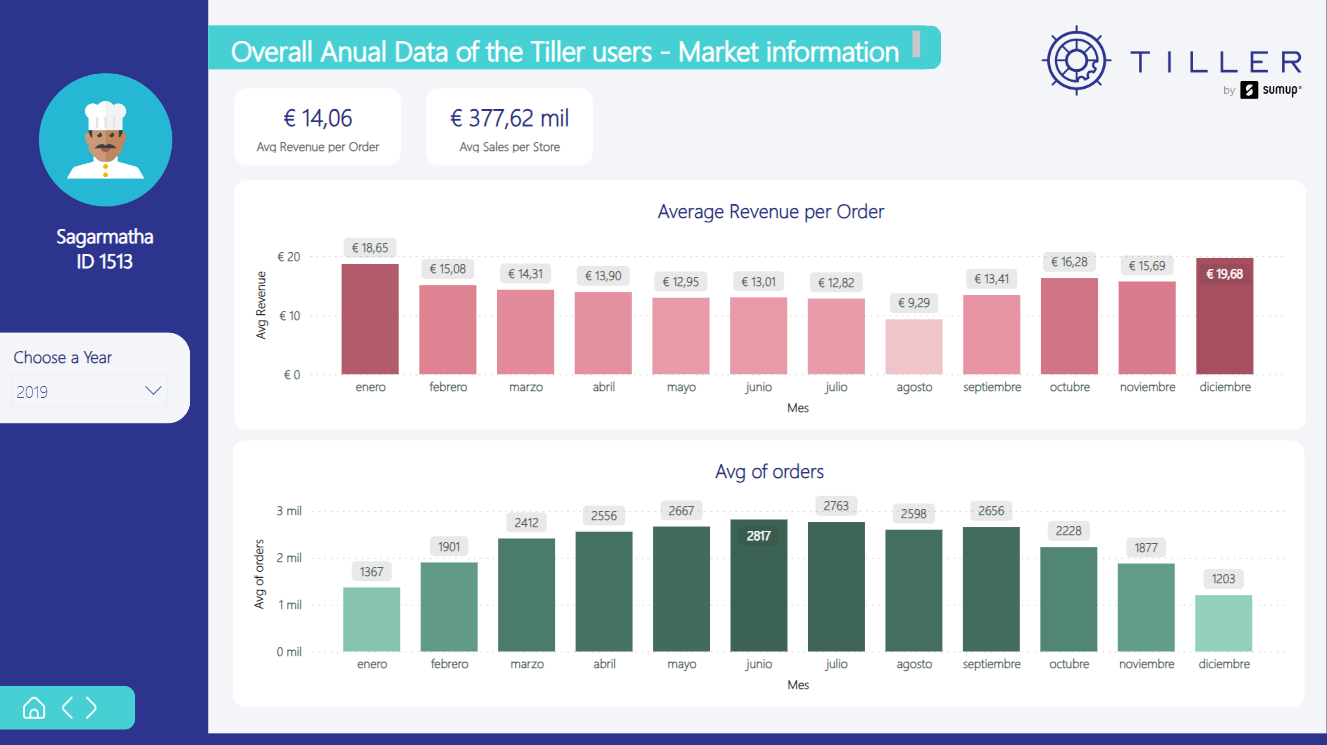 Overall Anual Data of the Tiller users - Market information
TILLER
by sumup®
Sagarmatha
ID 1513
Choose a Year
2019
€ 14,06
Avg Revenue per Order
€ 377,62 mil
Avg Sales per Store
Average Revenue per Order
Avg Revenue
€ 20
€ 10
€ 0
€ 18,65
€ 15,08
€ 14,31
€ 13,90
€ 12,95
€ 13,01
€ 12,82
€ 9,29
€ 13,41
€ 16,28
€ 15,69
€ 19,68
enero febrero marzo abril mayo junio julio agosto septiembre octubre noviembre diciembre
Mes
Avg of orders
Avg of orders
3 mil
2 mil
1 mil
0 mil
1367
1901
2412
2556
2667
2817
2763
2598
2656
2228
1877
1203
enero febrero marzo abril mayo junio julio agosto septiembre octubre noviembre diciembre
Mes